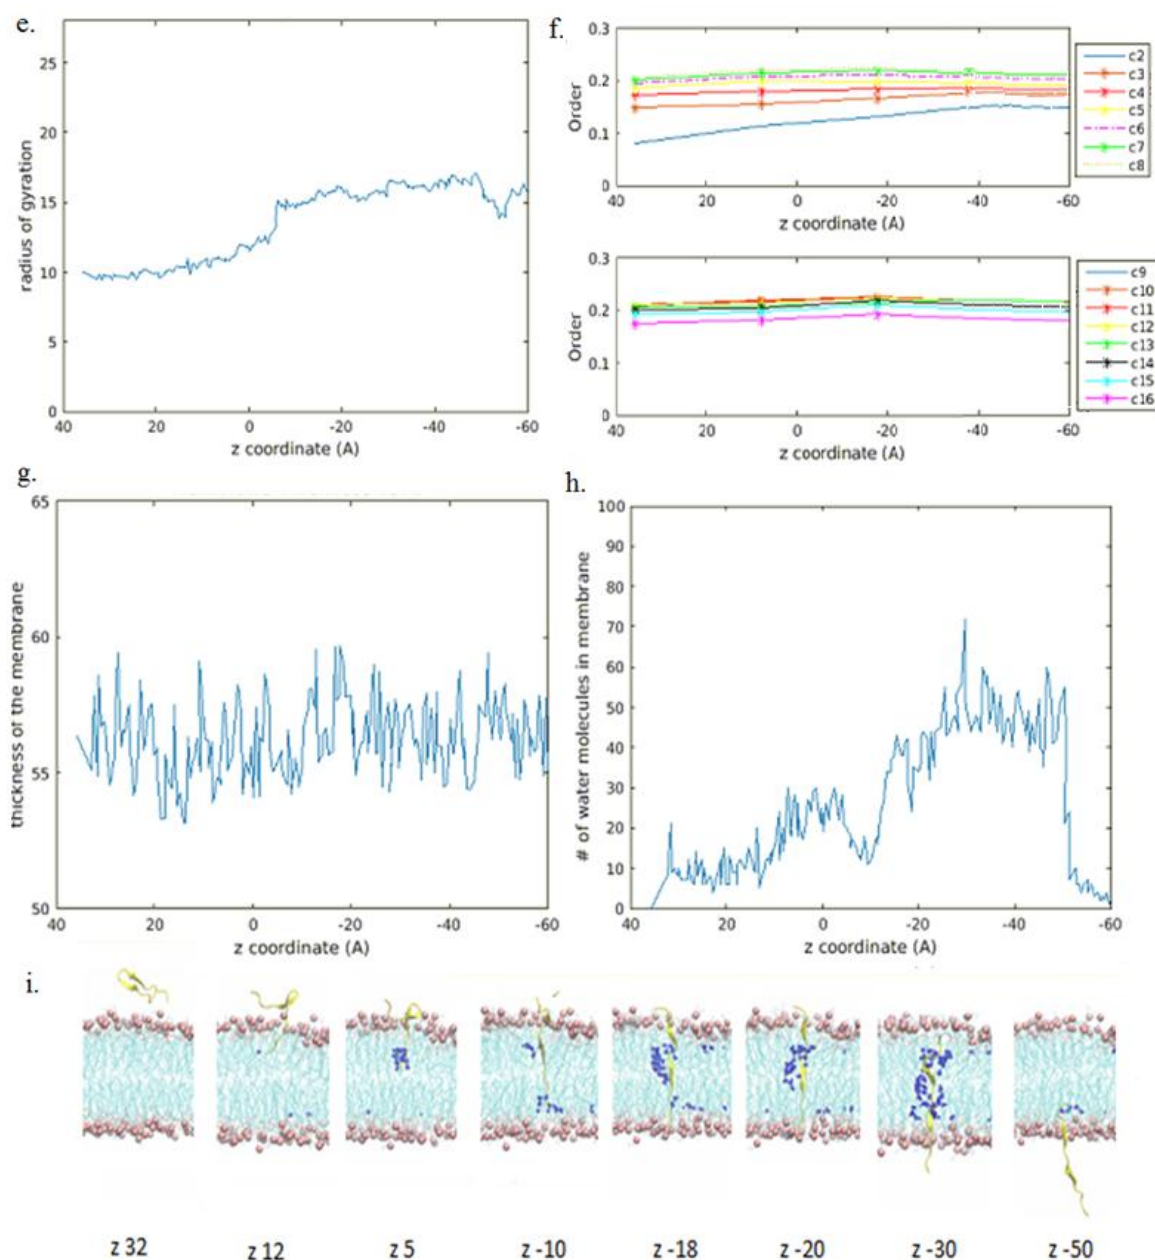 e.
25
20
15
10
5
0
40 20 0 -20 -40 -60
radius of gyration
z coordinate (A)
f.
0.3
0.2
0.1
0
40 20 0 -20 -40 -60
Order
z coordinate (A)
c2
c3
c4
c5
c6
c7
c8
0.3
0.2
0.1
0
40 20 0 -20 -40 -60
Order
z coordinate (A)
c9
c10
c11
c12
c13
c14
c15
c16
g.
65
60
55
50
40 20 0 -20 -40 -60
thickness of the membrane
z coordinate (A)
h.
100
90
80
70
60
50
40
30
20
10
0
40 20 0 -20 -40 -60
# of water molecules in membrane
z coordinate (A)
i.
z 32 z 12 z 5 z -10 z -18 z -20 z -30 z -50